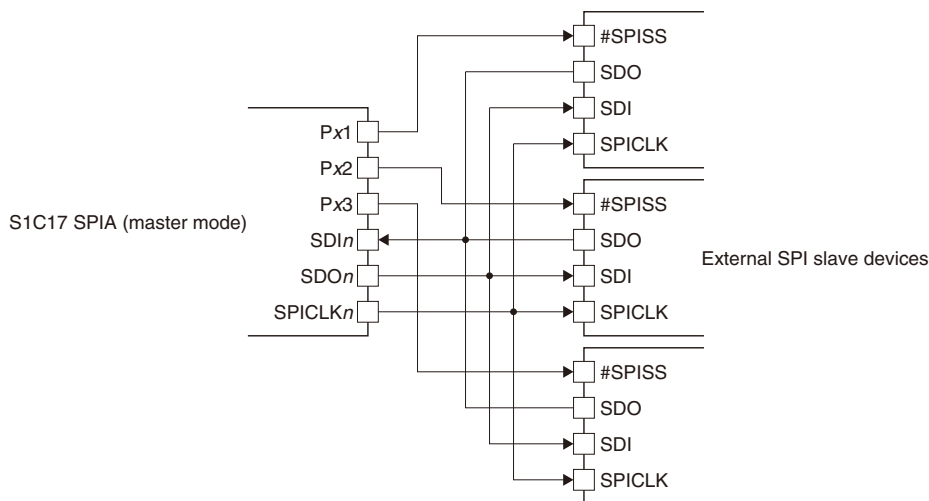 S1C17 SPIA (master mode)
Px1
Px2
Px3
SDIn
SDOn
SPICLKn
#SPISS
SDO
SDI
SPICLK
#SPISS
SDO
SDI
SPICLK
#SPISS
SDO
SDI
SPICLK
External SPI slave devices